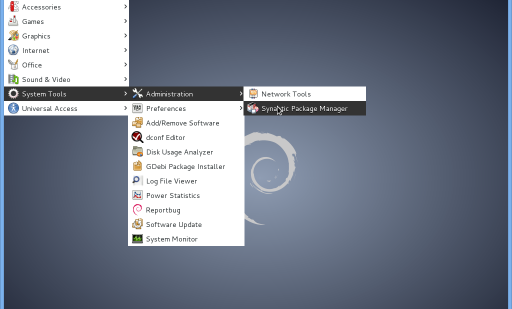 Accessories
Games
Graphics
Internet
Office
Sound & Video
System Tools
Universal Access
Administration
Preferences
Add/Remove Software
dconf Editor
Disk Usage Analyzer
GDebi Package Installer
Log File Viewer
Power Statistics
Reportbug
Software Update
System Monitor
Network Tools
Synaptic Package Manager